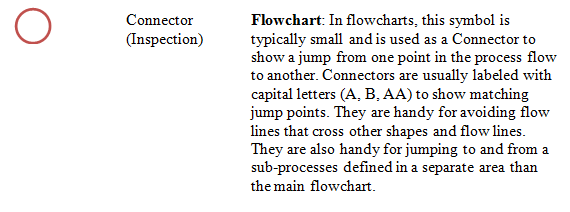 Connector
(Inspection)
Flowchart: In flowcharts, this symbol is
typically small and is used as a Connector to
show a jump from one point in the process flow
to another. Connectors are usually labeled with
capital letters (A, B, AA) to show matching
jump points. They are handy for avoiding flow
lines that cross other shapes and flow lines.
They are also handy for jumping to and from a
sub-processes defined in a separate area than
the main flowchart.